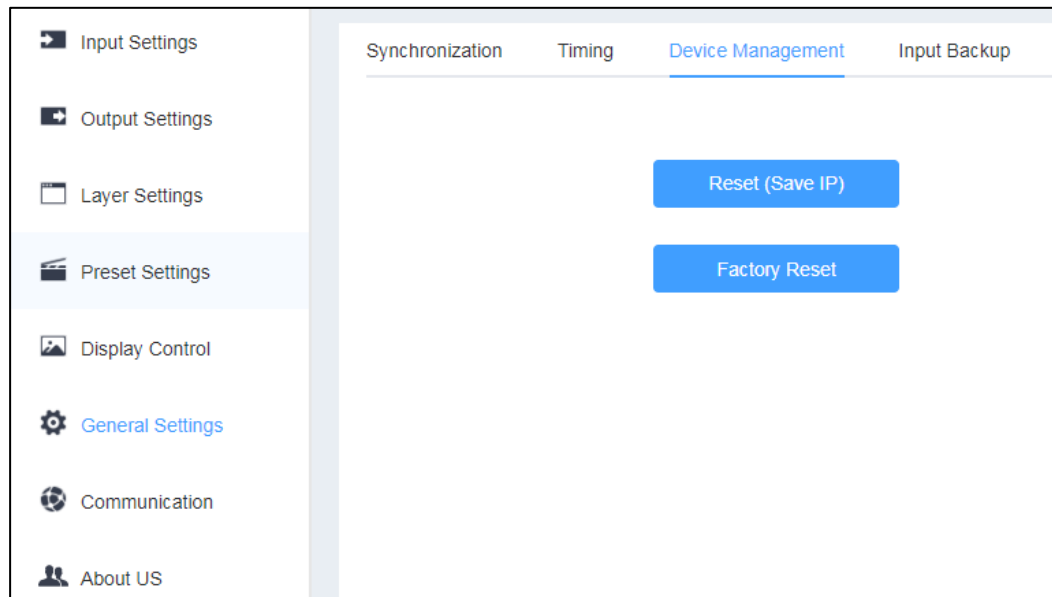 Input Settings
Output Settings
Layer Settings
Preset Settings
Display Control
General Settings
Communication
About US
Synchronization Timing Device Management Input Backup
Reset (Save IP)
Factory Reset